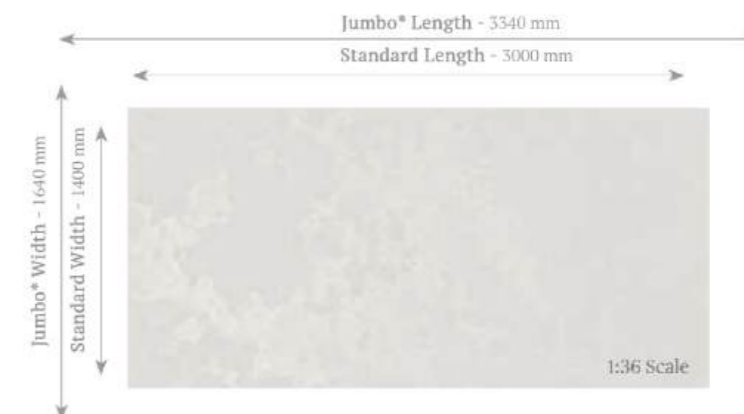 Jumbo® Length - 3340 mm
Standard Length - 3000 mm
Jumbo® Width - 1640 mm
Standard Width - 1400 mm
1:36 Scale